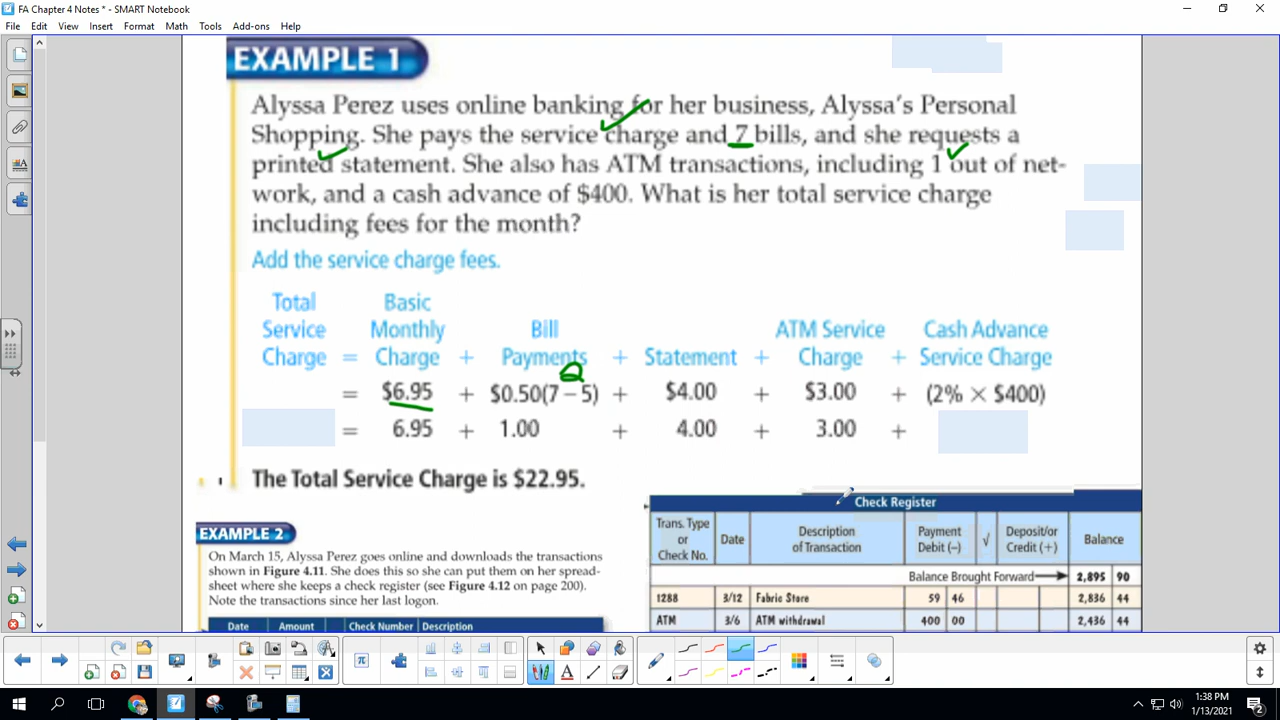 FA Chapter 4 Notes * - SMART Notebook
File Edit View Insert Format Math Tools Add-ons Help
EXAMPLE 1
Alyssa Perez uses online banking for her business, Alyssa's Personal
Shopping. She pays the service charge and 7 bills, and she requests a
printed statement. She also has ATM transactions, including 1 out of net-
work, and a cash advance of $400. What is her total service charge
including fees for the month?
Add the service charge fees.
Total Basic
Service Monthly Bill ATM Service Cash Advance
Charge = Charge + Payments + Statement + Charge + Service Charge
2
= $6.95 + $0.50(7 – 5) + $4.00 + $3.00 + (2% × $400)
= 6.95 + 1.00 + 4.00 + 3.00 +
The Total Service Charge is $22.95.
EXAMPLE 2
On March 15, Alyssa Perez goes online and downloads the transactions
shown in Figure 4.11. She does this so she can put them on her spread-
sheet where she keeps a check register (see Figure 4.12 on page 200).
Note the transactions since her last logon.
Date Amount Check Number Description
Check Register
Trans. Type or Check No. Date Description of Transaction Payment Debit (–) √ Deposit/or Credit (+) Balance
Balance Brought Forward 2,895 90
1288 3/12 Fabric Store 59 46 2,836 44
ATM 3/6 ATM withdrawal 400 00 2,436 44
π A
1:38 PM
1/13/2021
2